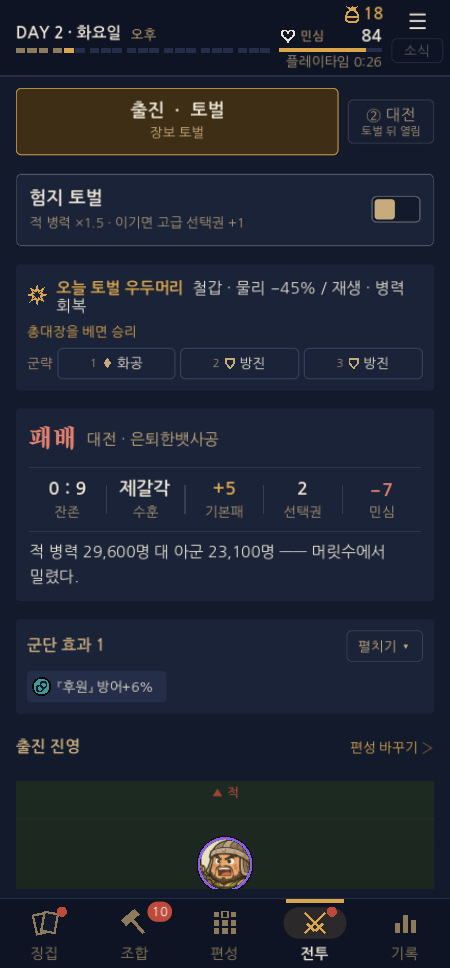 DAY 2 · 화요일 오후
18
민심 84
플레이타임 0:26
소식
출진 · 토벌
장보 토벌
② 대전
토벌 뒤 열림
험지 토벌
적 병력 ×1.5 · 이기면 고급 선택권 +1
오늘 토벌 우두머리 철갑 · 물리 −45% / 재생 · 병력
회복
총대장을 베면 승리
군략
1 ♦ 화공
2 방진
3 방진
패배 대전 · 은퇴한뱃사공
0 : 9 제갈각 +5 2 −7
잔존 수훈 기본패 선택권 민심
적 병력 29,600명 대 아군 23,100명 ── 머릿수에서
밀렸다.
군단 효과 1
펼치기 ▾
『후원』 방어+6%
출진 진영
편성 바꾸기 ＞
▲ 적
10
징집 조합 편성 전투 기록